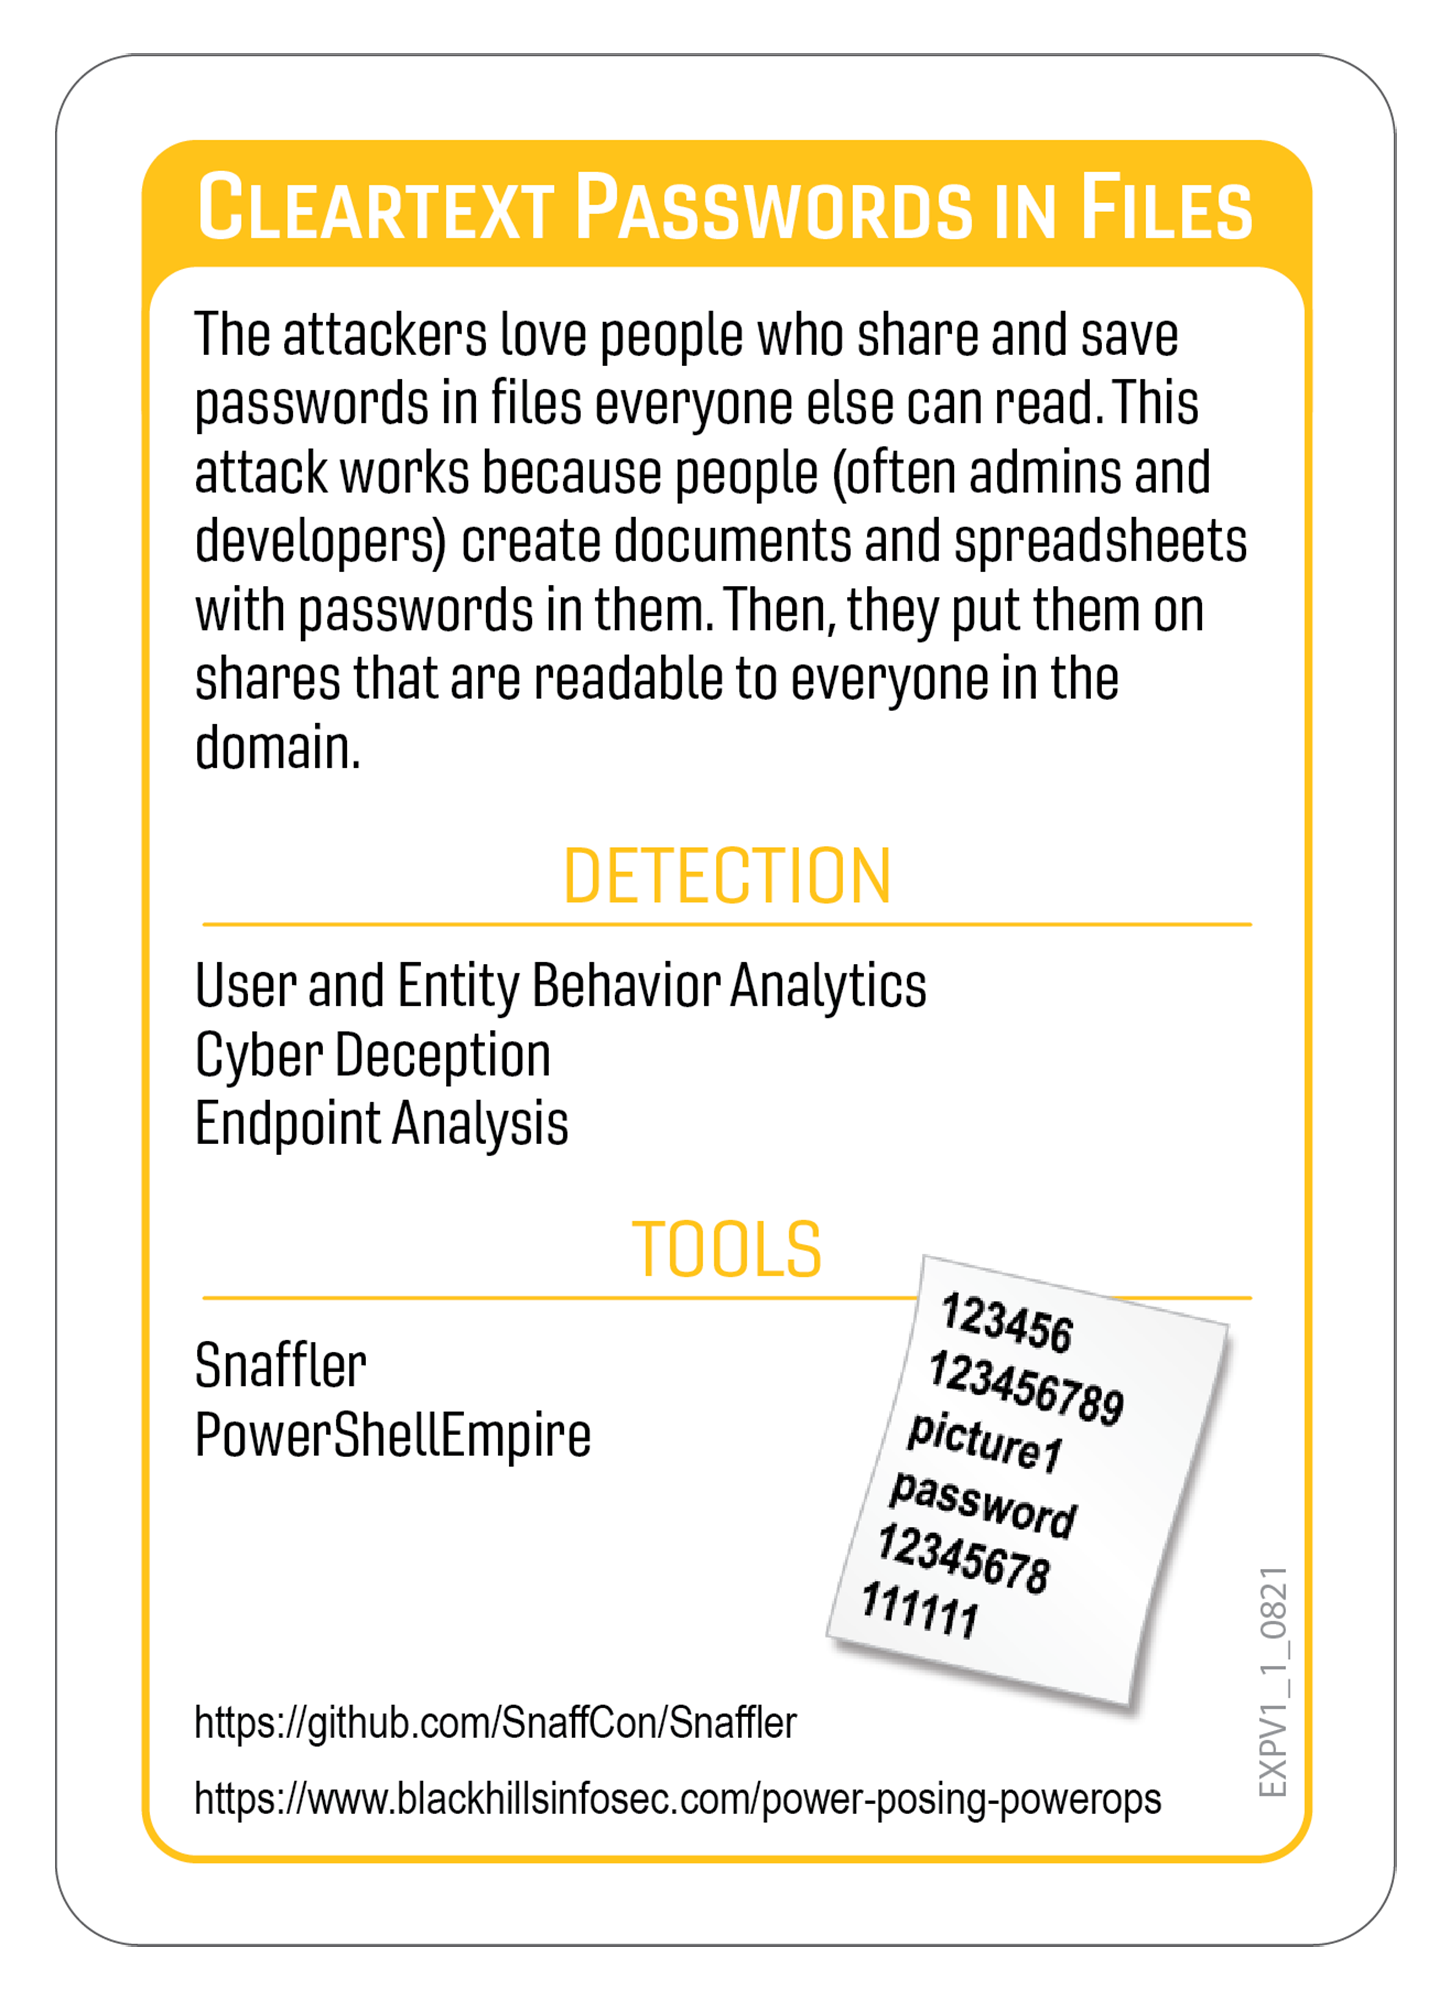 CLEARTEXT PASSWORDS IN FILES
The attackers love people who share and save
passwords in files everyone else can read. This
attack works because people (often admins and
developers) create documents and spreadsheets
with passwords in them. Then, they put them on
shares that are readable to everyone in the
domain.
DETECTION
User and Entity Behavior Analytics
Cyber Deception
Endpoint Analysis
TOOLS
Snaffler
PowerShellEmpire
123456
123456789
picture1
password
12345678
111111
https://github.com/SnaffCon/Snaffler
https://www.blackhillsinfosec.com/power-posing-powerops
EXPV1_1_0821